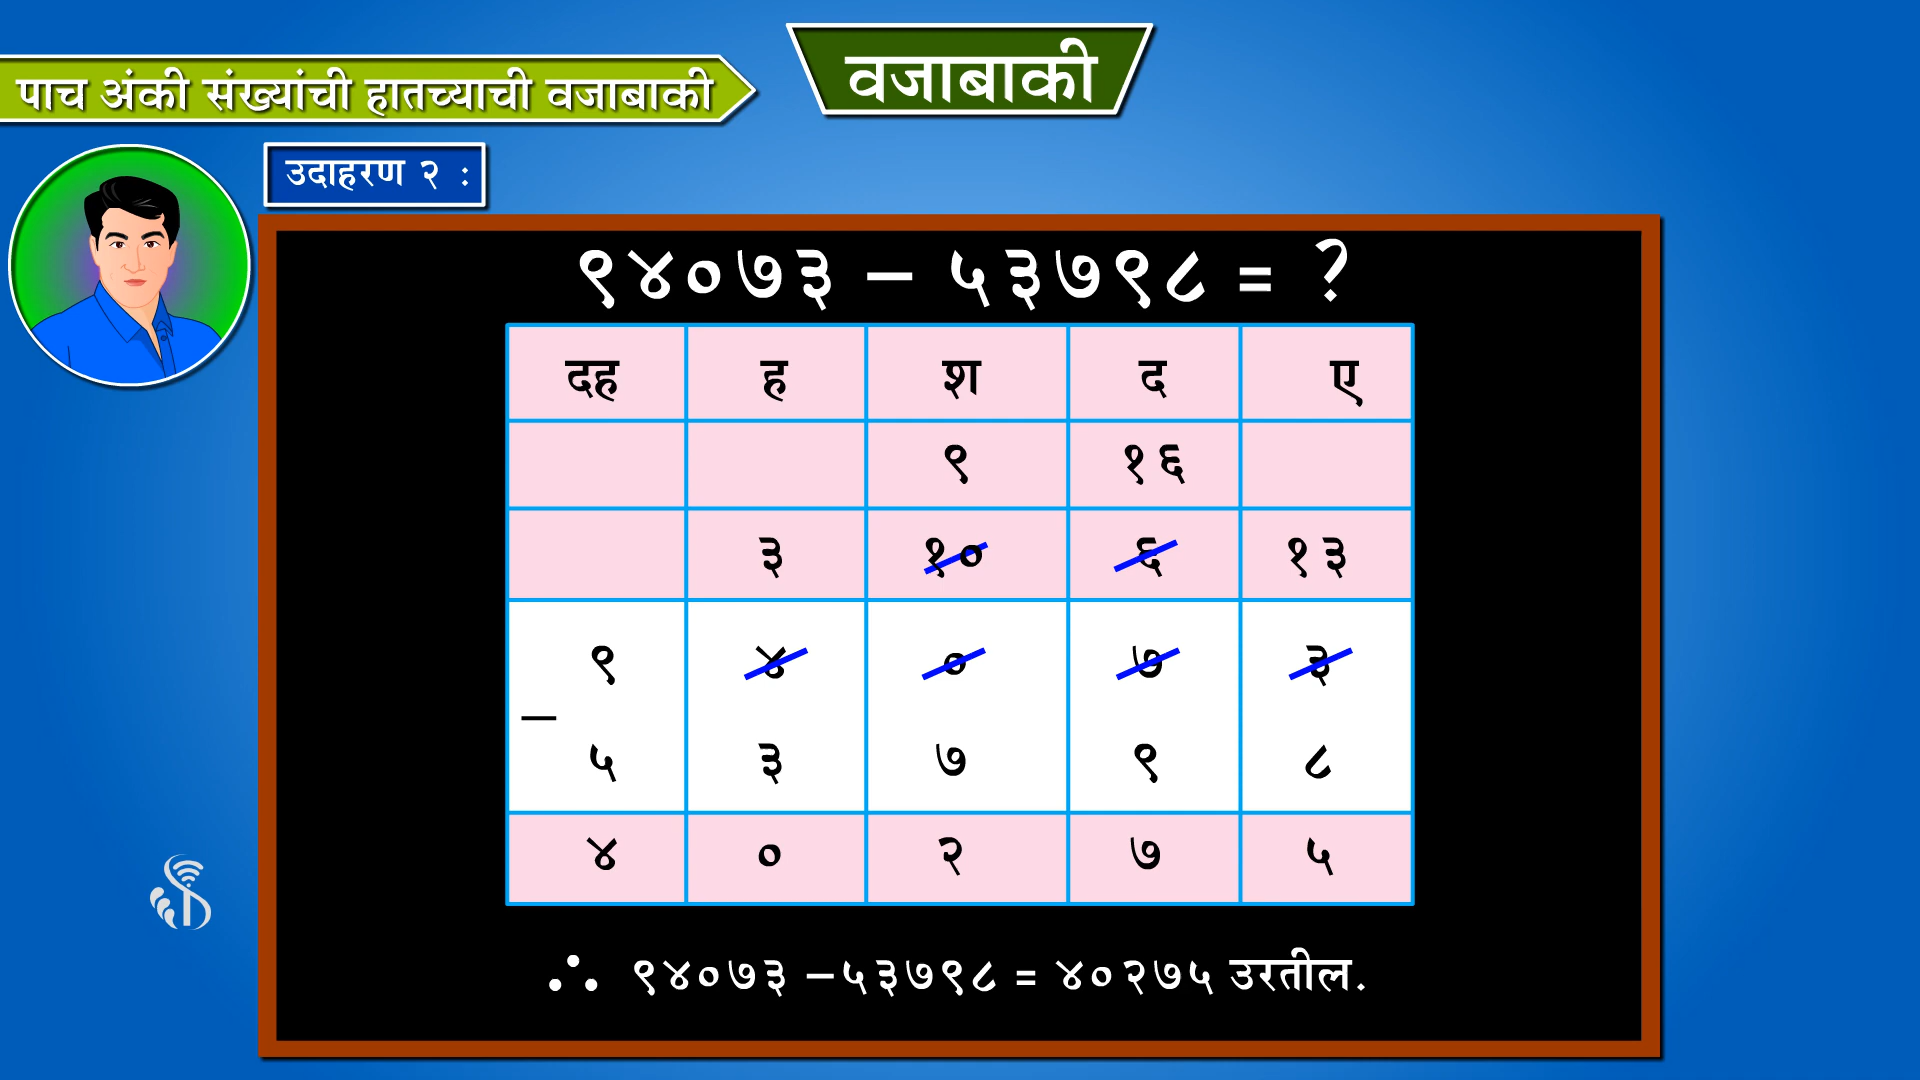 वजाबाकी
पाच अंकी संख्यांची हातच्याची वजाबाकी
उदाहरण २ :
९४०७३ – ५३७९८ = ?
दह ह श द ए
९ १६
३ १० ६ १३
९ ४ ० ७ ३
–
५ ३ ७ ९ ८
४ ० २ ७ ५
∴ ९४०७३ –५३७९८ = ४०२७५ उरतील.